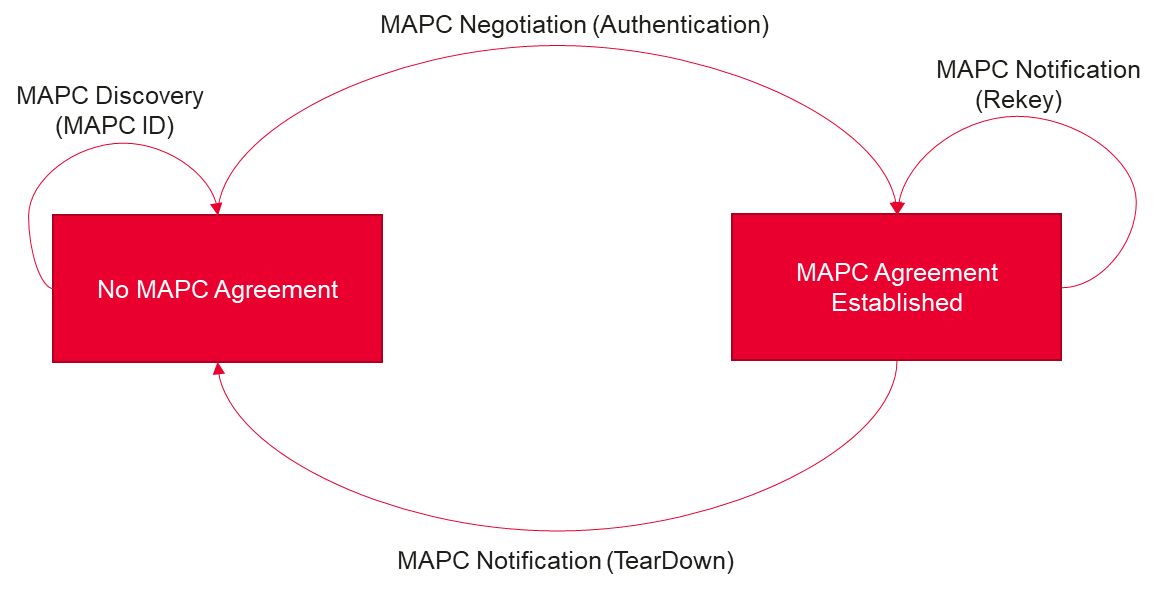 MAPC Negotiation (Authentication)
MAPC Notification
(Rekey)
MAPC Discovery
(MAPC ID)
No MAPC Agreement
MAPC Agreement
Established
MAPC Notification (TearDown)